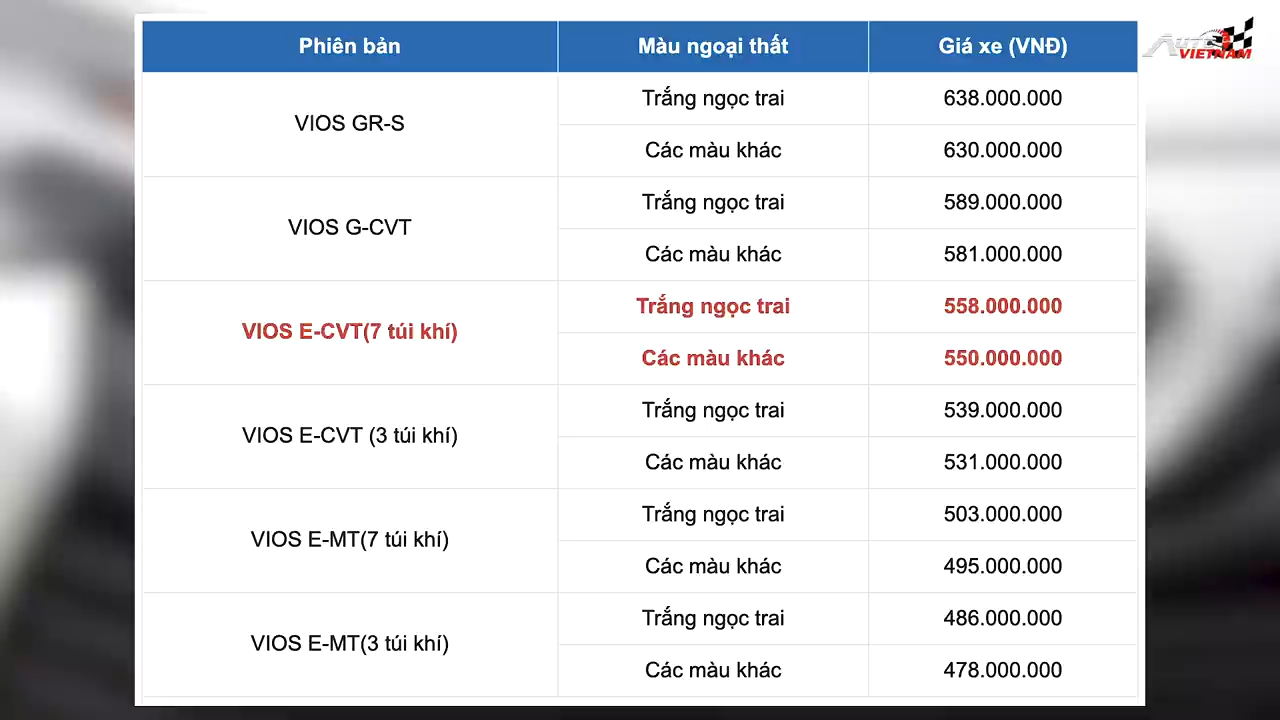 Phiên bản Màu ngoại thất Giá xe (VNĐ)
VIOS GR-S
Trắng ngọc trai 638.000.000
Các màu khác 630.000.000
VIOS G-CVT
Trắng ngọc trai 589.000.000
Các màu khác 581.000.000
VIOS E-CVT(7 túi khí)
Trắng ngọc trai 558.000.000
Các màu khác 550.000.000
VIOS E-CVT (3 túi khí)
Trắng ngọc trai 539.000.000
Các màu khác 531.000.000
VIOS E-MT(7 túi khí)
Trắng ngọc trai 503.000.000
Các màu khác 495.000.000
VIOS E-MT(3 túi khí)
Trắng ngọc trai 486.000.000
Các màu khác 478.000.000
AUTO
VIETNAM